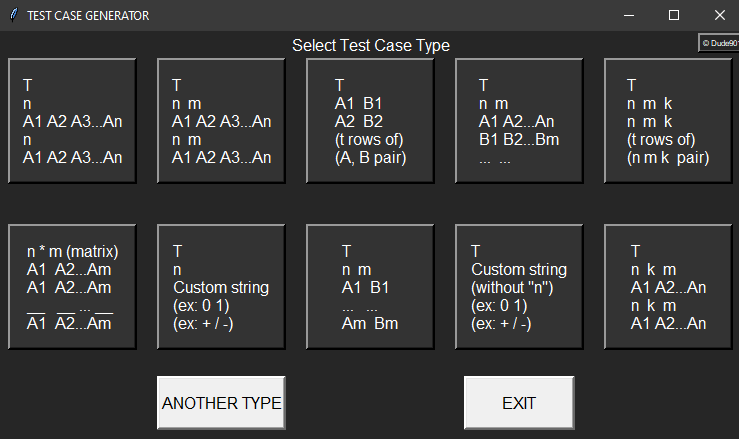 TEST CASE GENERATOR
Select Test Case Type
© Dude901
T
n
A1 A2 A3...An
n
A1 A2 A3...An
T
n m
A1 A2 A3...An
n m
A1 A2 A3...An
T
A1 B1
A2 B2
(t rows of)
(A, B pair)
T
n m
A1 A2...An
B1 B2...Bm
... ...
T
n m k
n m k
(t rows of)
(n m k pair)
n * m (matrix)
A1 A2...Am
A1 A2...Am
__ __ ... __
A1 A2...Am
T
n
Custom string
(ex: 0 1)
(ex: + / -)
T
n m
A1 B1
... ...
Am Bm
T
Custom string
(without "n")
(ex: 0 1)
(ex: + / -)
T
n k m
A1 A2...An
n k m
A1 A2...An
ANOTHER TYPE
EXIT